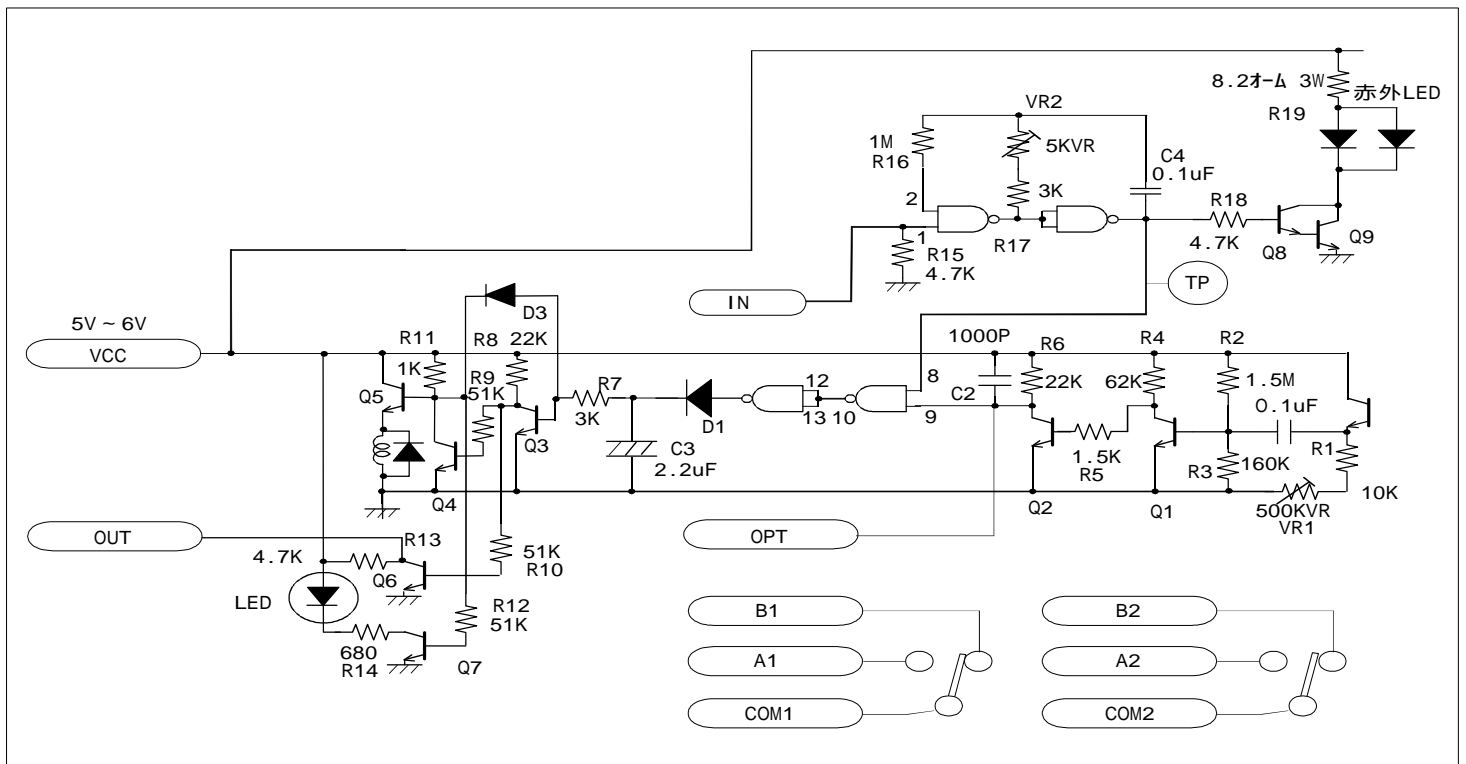 8.2オーム 3W
赤外LED
R19
VR2
1M
R16
5KVR
C4
0.1uF
3K
2
R18
4.7K
1
R15
4.7K
R17
Q8
Q9
IN
TP
D3
5V ~ 6V
VCC
R11
R8
22K
1000P
R6
R4
R2
1K
R9
51K
R7
12
8
22K
62K
1.5M
Q5
3K
13
10
C2
9
0.1uF
D1
Q3
C3
2.2uF
1.5K
R5
R3
160K
R1
Q4
Q2
Q1
500KVR
VR1
10K
OUT
R13
OPT
4.7K
Q6
51K
R10
LED
R12
51K
B1
B2
680
R14
Q7
A1
A2
COM1
COM2